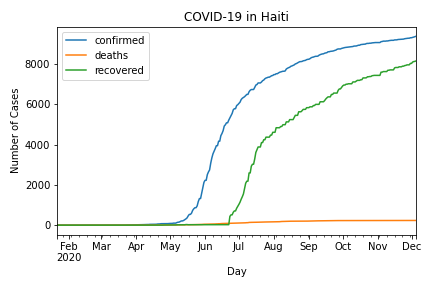 COVID-19 in Haiti
confirmed
deaths
recovered
Number of Cases
8000
6000
4000
2000
0
Feb Mar Apr May Jun Jul Aug Sep Oct Nov Dec
2020
Day